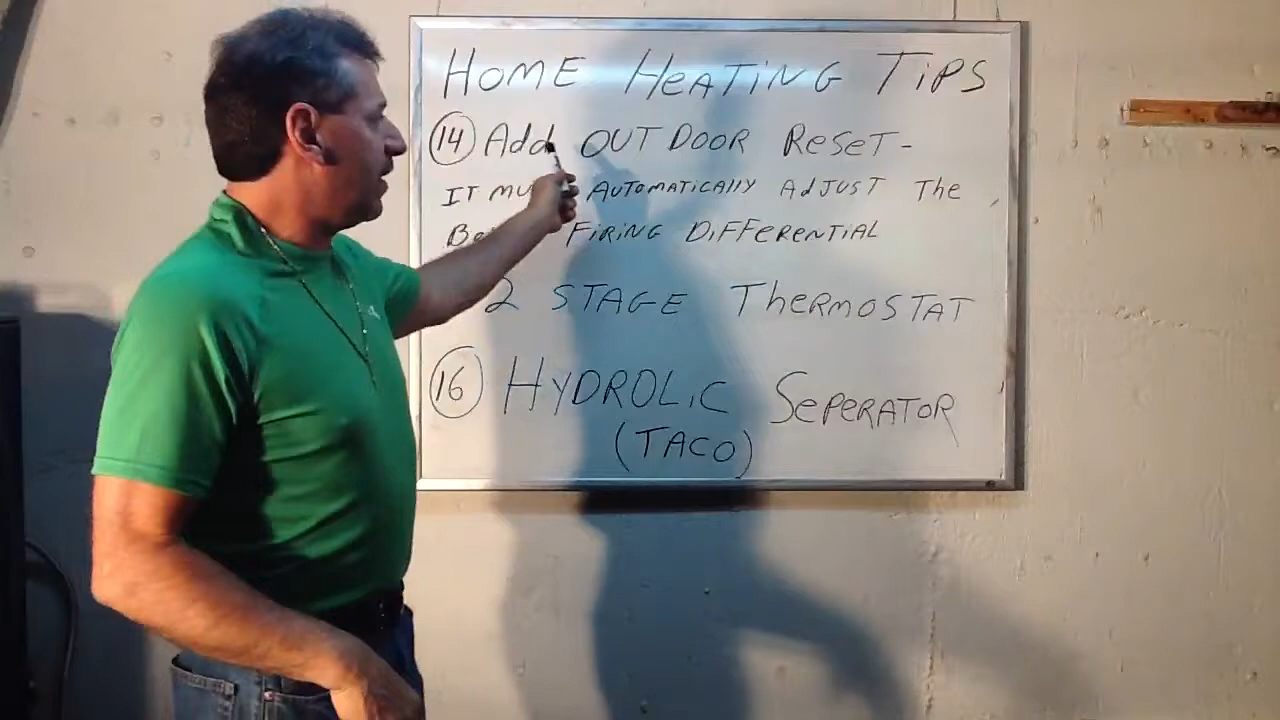 HOME HEATING TIPS
14 Add OUTDOOR RESET-
IT AUTOMATICALLY ADJUST THE
FIRING DIFFERENTIAL
2 STAGE THERMOSTAT
16 HYDROLIC SEPERATOR
(TACO)